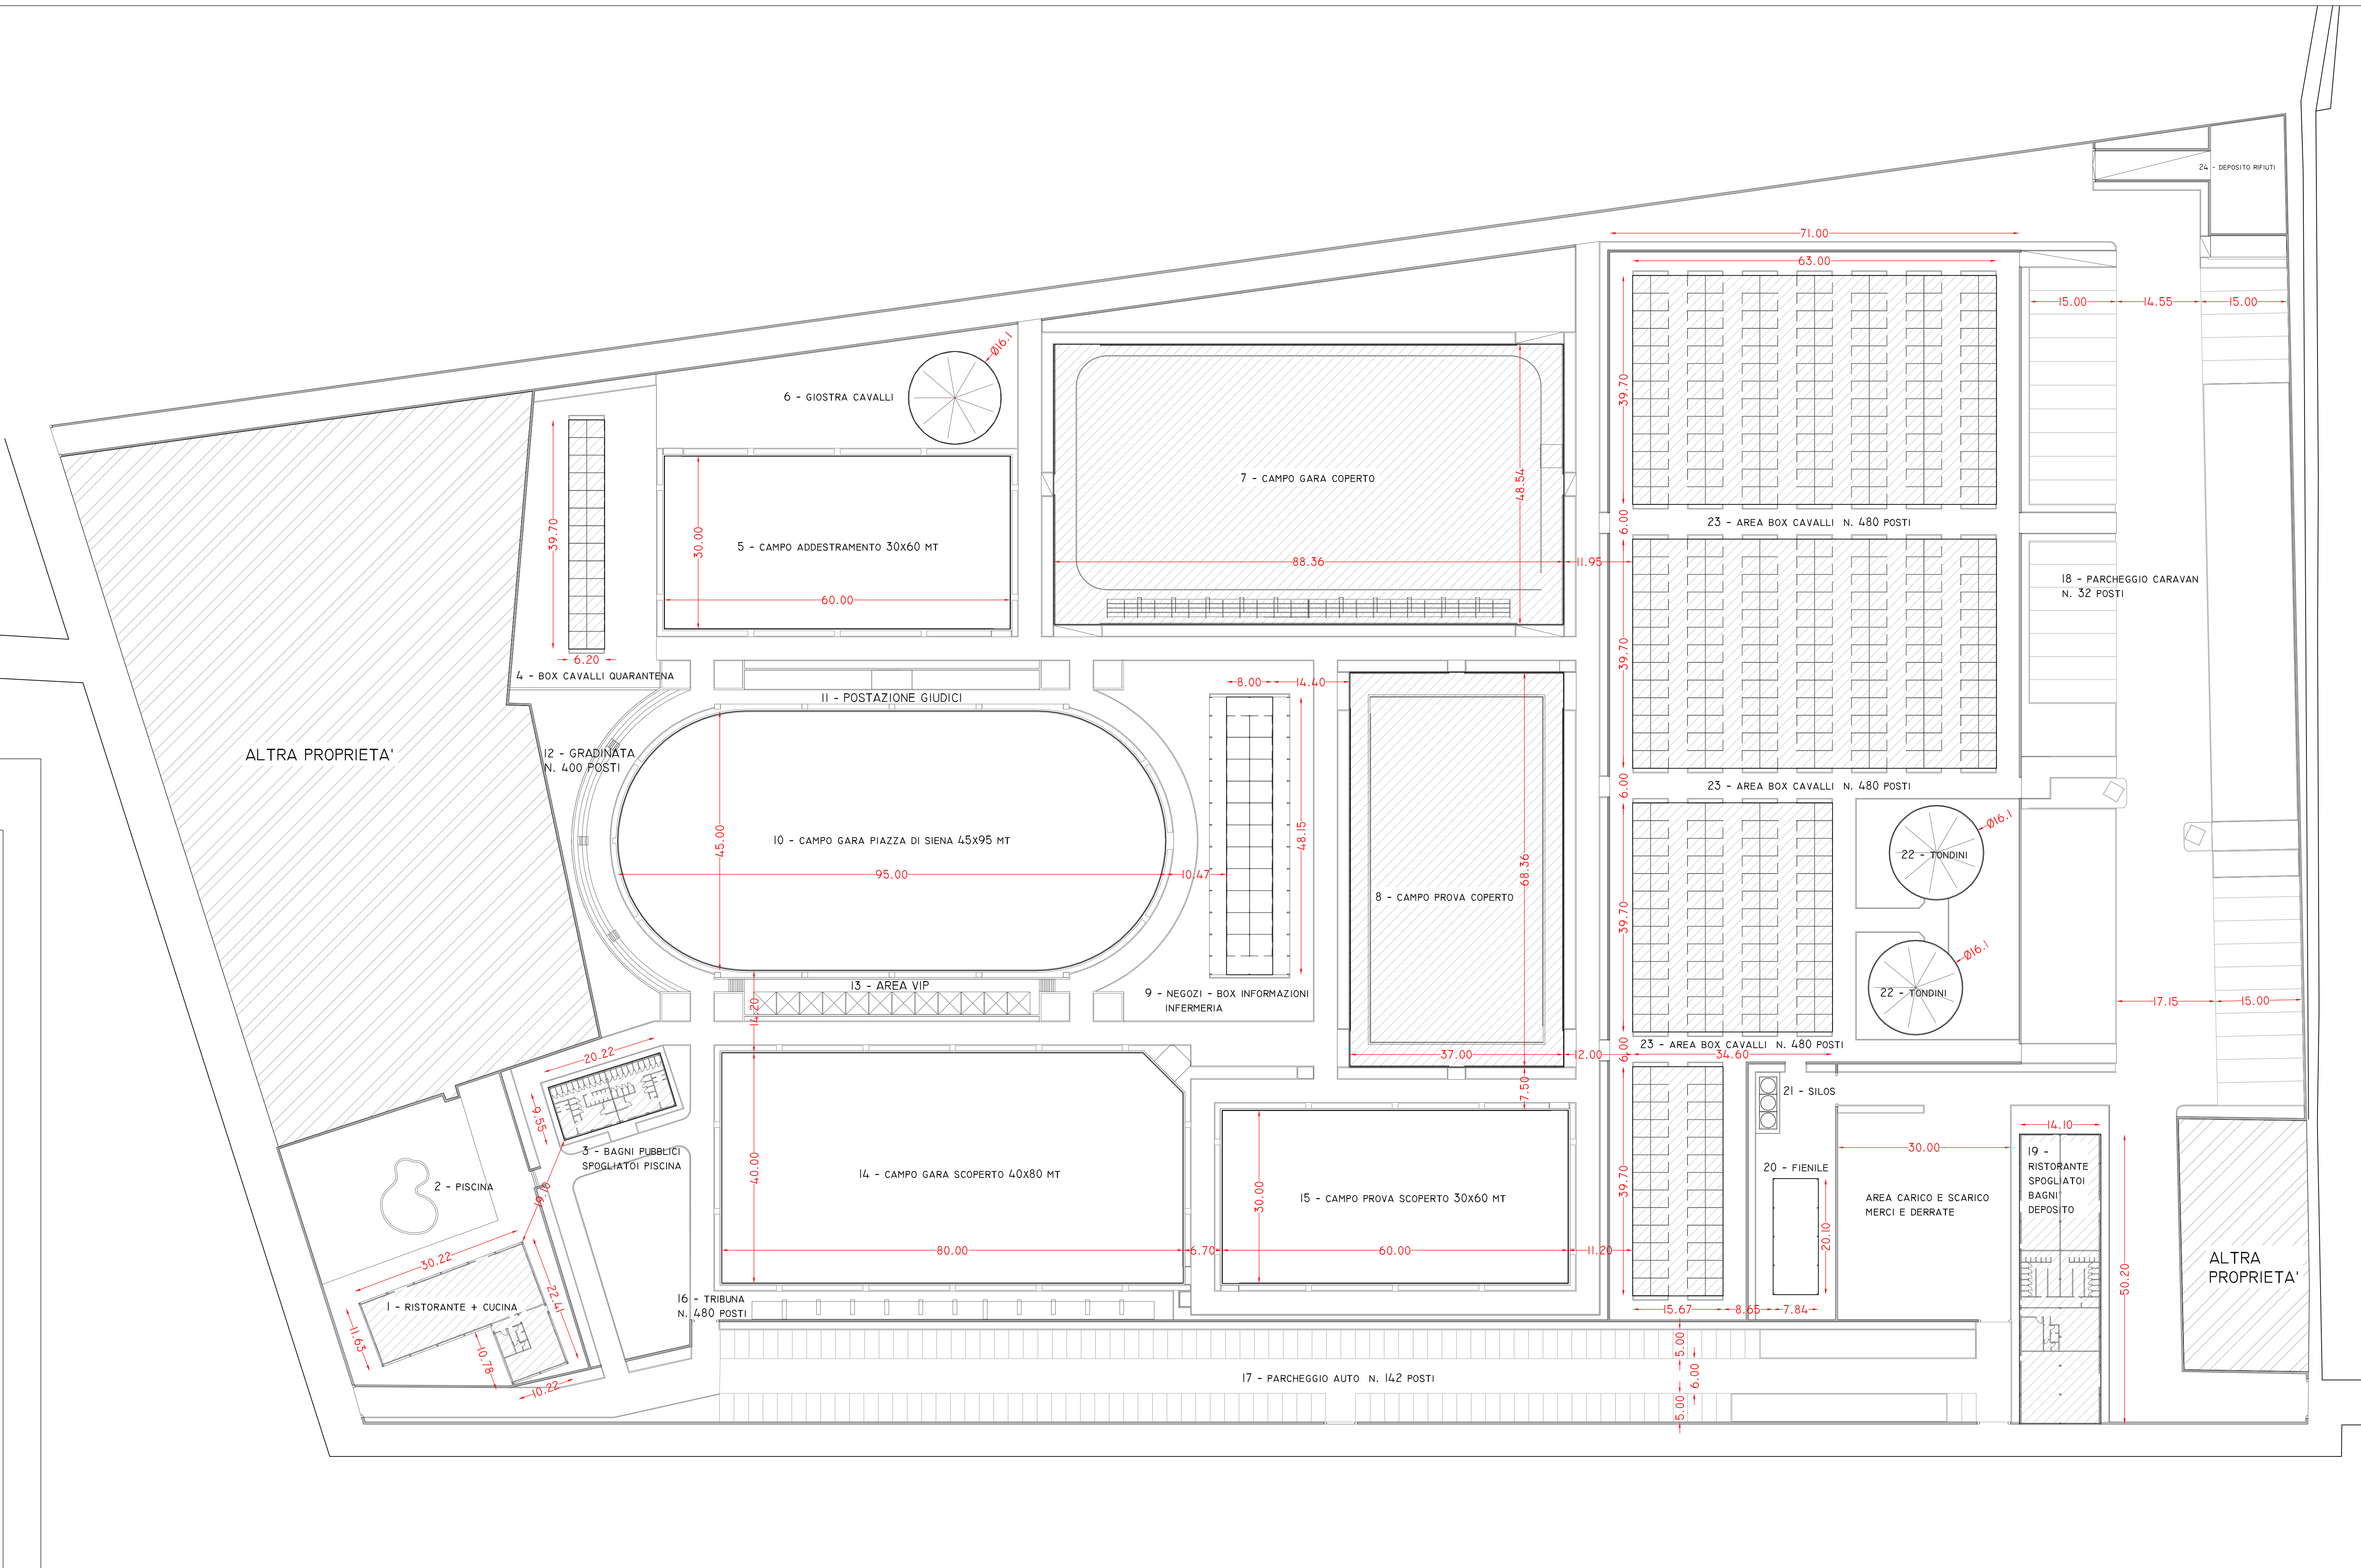 24 - DEPOSITO RIFIUTI
71.00
63.00
15.00
14.55
15.00
Ø16.1
6 - GIOSTRA CAVALLI
39.70
48.54
7 - CAMPO GARA COPERTO
39.70
30.00
5 - CAMPO ADDESTRAMENTO 30X60 MT
6.00
23 - AREA BOX CAVALLI N. 480 POSTI
88.36
11.95
60.00
18 - PARCHEGGIO CARAVAN
N. 32 POSTI
39.70
6.20
4 - BOX CAVALLI QUARANTENA
11 - POSTAZIONE GIUDICI
8.00
14.40
ALTRA PROPRIETA'
12 - GRADINATA
N. 400 POSTI
6.00
23 - AREA BOX CAVALLI N. 480 POSTI
45.00
10 - CAMPO GARA PIAZZA DI SIENA 45X95 MT
95.00
10.47
48.15
68.36
8 - CAMPO PROVA COPERTO
39.70
Ø16.1
22 - TONDINI
Ø16.1
22 - TONDINI
13 - AREA VIP
14.20
9 - NEGOZI - BOX INFORMAZIONI
INFERMERIA
17.15
15.00
23 - AREA BOX CAVALLI N. 480 POSTI
6.00
34.60
37.00
12.00
7.50
20.22
9.55
3 - BAGNI PUBBLICI
SPOGLIATOI PISCINA
2 - PISCINA
19.78
40.00
14 - CAMPO GARA SCOPERTO 40X80 MT
80.00
6.70
30.00
15 - CAMPO PROVA SCOPERTO 30X60 MT
60.00
11.20
39.70
21 - SILOS
20 - FIENILE
20.10
30.00
AREA CARICO E SCARICO
MERCI E DERRATE
14.10
19 -
RISTORANTE
SPOGLIATOI
BAGNI
DEPOSITO
50.20
ALTRA
PROPRIETA'
30.22
22.41
1 - RISTORANTE + CUCINA
11.63
10.78
10.22
16 - TRIBUNA
N. 480 POSTI
15.67
8.65
7.84
5.00
6.00
5.00
17 - PARCHEGGIO AUTO N. 142 POSTI